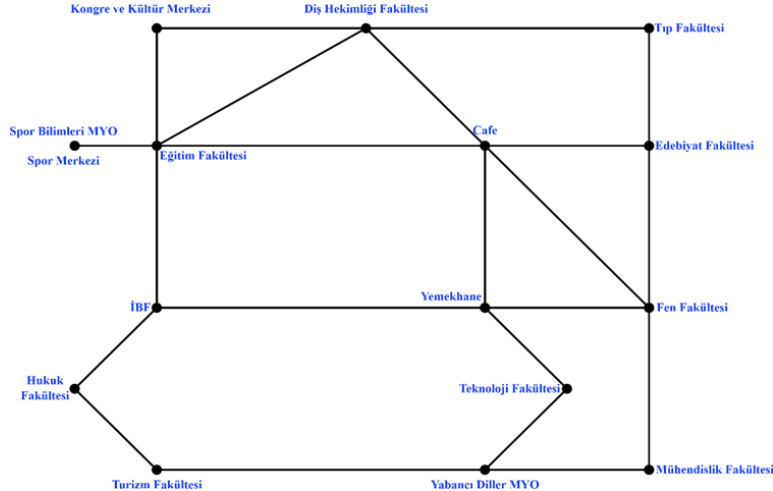 Kongre ve Kültür Merkezi
Diş Hekimliği Fakültesi
Tıp Fakültesi
Spor Bilimleri MYO
Spor Merkezi
Eğitim Fakültesi
Cafe
Edebiyat Fakültesi
İBF
Yemekhane
Fen Fakültesi
Hukuk
Fakültesi
Teknoloji Fakültesi
Turizm Fakültesi
Yabancı Diller MYO
Mühendislik Fakültesi